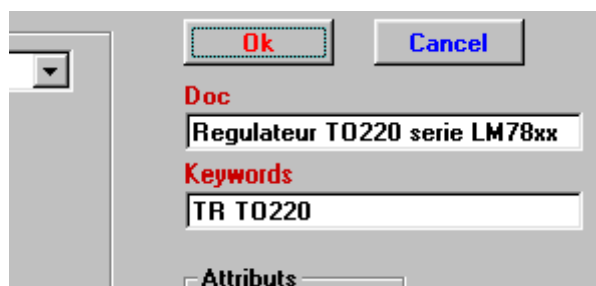 Ok Cancel
Doc
Regulateur TO220 serie LM78xx
Keywords
TR TO220
Attributs